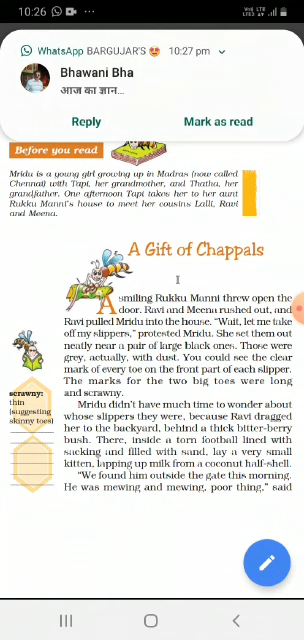 10:26
WhatsApp BARGUJAR'S 😍 10:27 pm
Bhawani Bha
आज का ज्ञान...
Reply Mark as read
Before you read
Mridu is a young girl growing up in Madras (now called
Chennai) with Tapi, her grandmother, and Thatha, her
grandfather. One afternoon Tapi takes her to her aunt
Rukku Manni's house to meet her cousins Lalli, Ravi
and Meena.
A Gift of Chappals
A smiling Rukku Manni threw open the
door. Ravi and Meena rushed out, and
Ravi pulled Mridu into the house. "Wait, let me take
off my slippers," protested Mridu. She set them out
neatly near a pair of large black ones. Those were
grey, actually, with dust. You could see the clear
mark of every toe on the front part of each slipper.
The marks for the two big toes were long
and scrawny.
scrawny:
thin
(suggesting
skinny toes)
Mridu didn't have much time to wonder about
whose slippers they were, because Ravi dragged
her to the backyard, behind a thick bitter-berry
bush. There, inside a torn football lined with
sacking and filled with sand, lay a very small
kitten, lapping up milk from a coconut half-shell.
"We found him outside the gate this morning.
He was mewing and mewing, poor thing," said